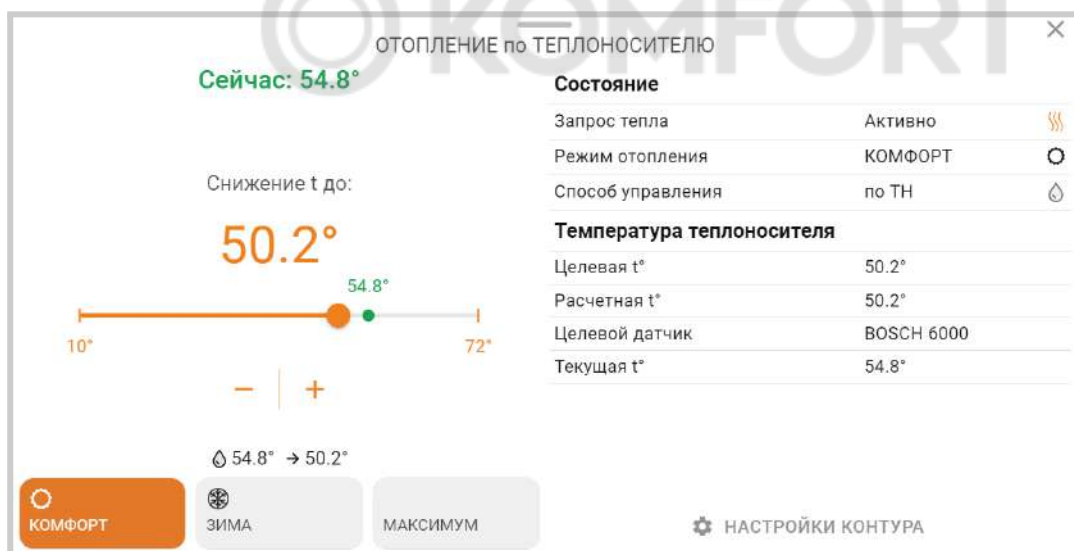 KOMFORT
ОТОПЛЕНИЕ по ТЕПЛОНОСИТЕЛЮ
Сейчас: 54.8°
Снижение t до:
50.2°
54.8°
10° 72°
− +
54.8° → 50.2°
КОМФОРТ ЗИМА МАКСИМУМ
Состояние
Запрос тепла Активно
Режим отопления КОМФОРТ
Способ управления по ТН
Температура теплоносителя
Целевая t° 50.2°
Расчетная t° 50.2°
Целевой датчик BOSCH 6000
Текущая t° 54.8°
НАСТРОЙКИ КОНТУРА